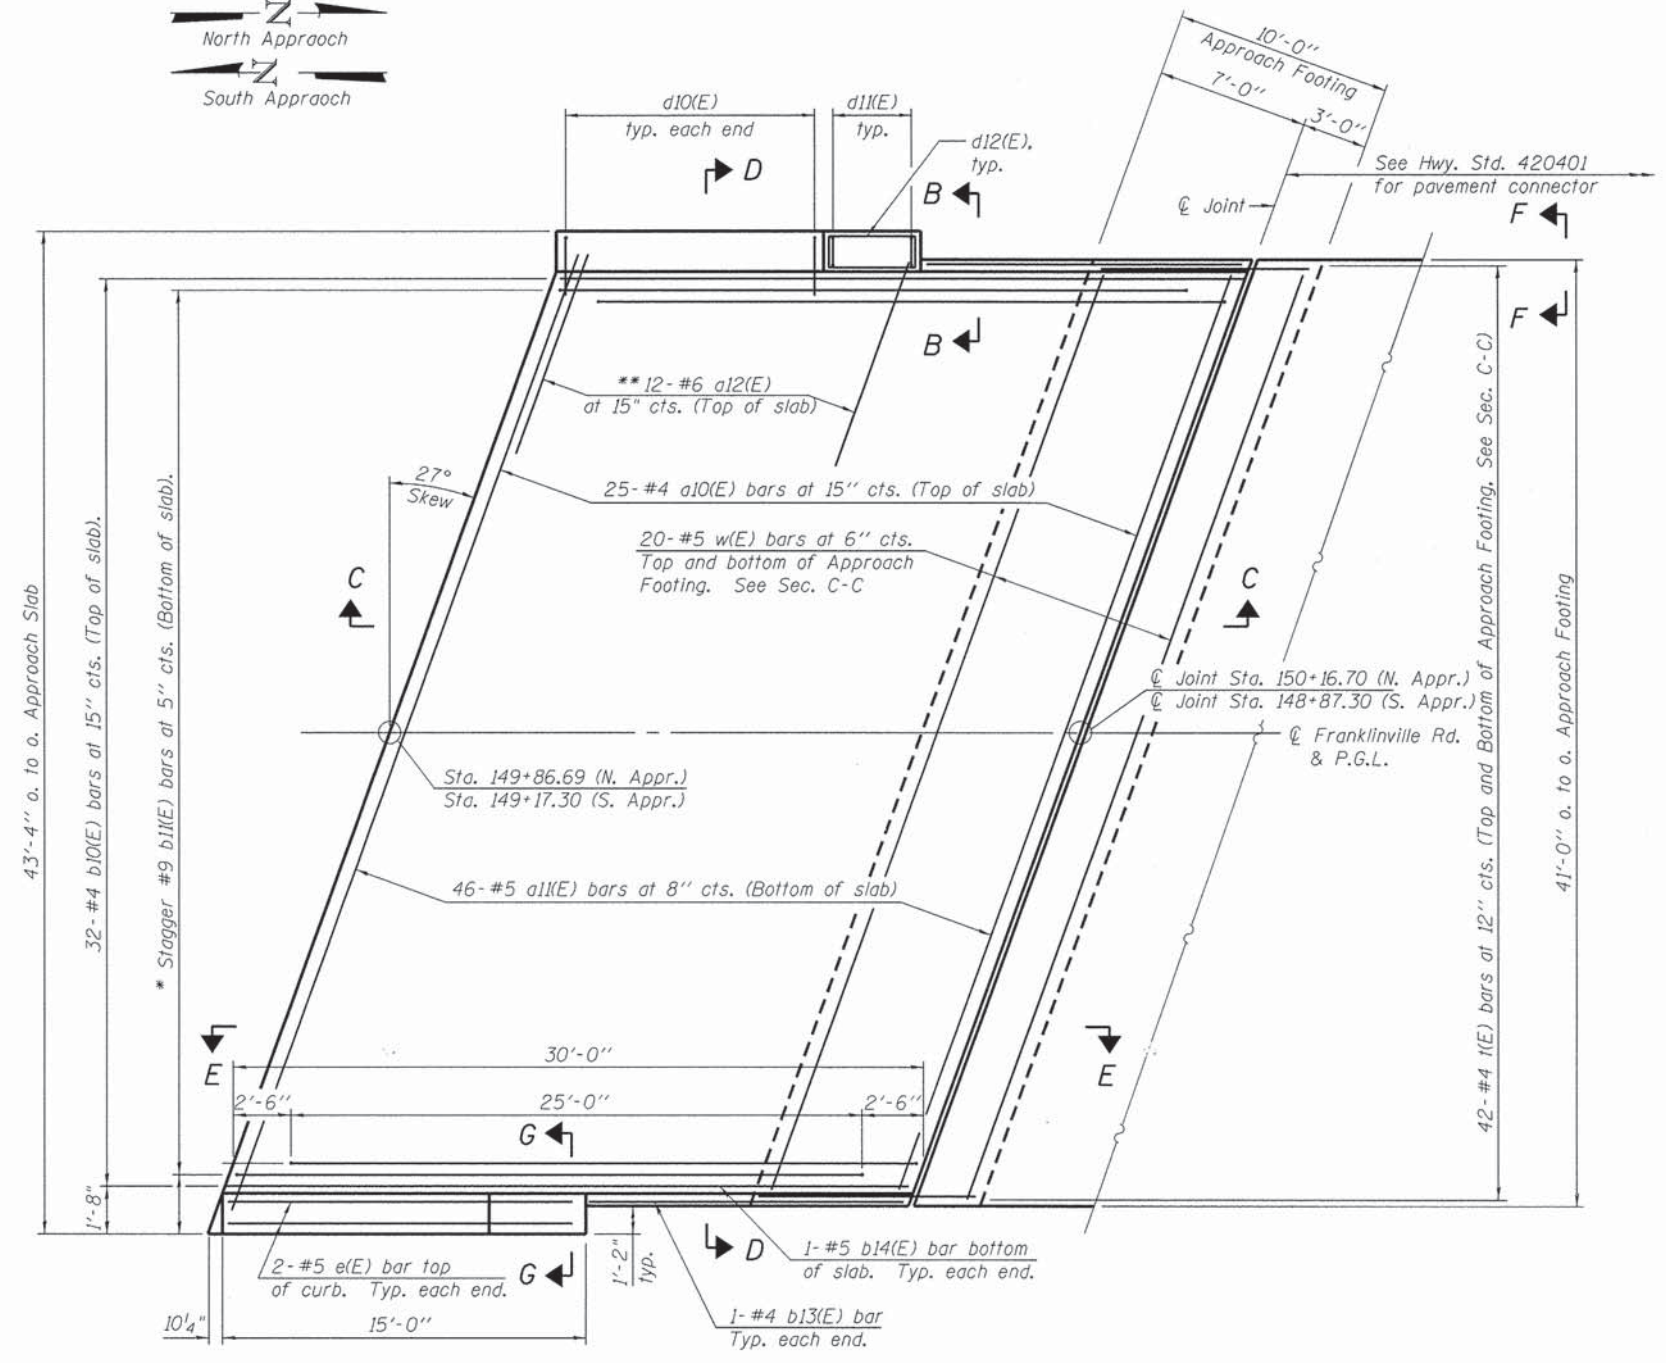 N
North Appraoch
N
South Appraoch
10'-0"
Approach Footing
7'-0"
3'-0"
d10(E)
typ. each end
d11(E)
typ.
d12(E).
typ.
D
B
See Hwy. Std. 420401
for pavement connector
℄ Joint
F
F
B
** 12-#6 a12(E)
at 15" cts. (Top of slab)
27°
Skew
25-#4 a10(E) bars at 15" cts. (Top of slab)
20-#5 w(E) bars at 6" cts.
Top and bottom of Approach
Footing. See Sec. C-C
C
C
43'-4" o. to o. Approach Slab
32-#4 b10(E) bars at 15" cts. (Top of slab).
* Stagger #9 b11(E) bars at 5" cts. (Bottom of slab).
42-#4 t(E) bars at 12" cts. (Top and Bottom of Approach Footing. See Sec. C-C)
41'-0" o. to o. Approach Footing
℄ Joint Sta. 150+16.70 (N. Appr.)
℄ Joint Sta. 148+87.30 (S. Appr.)
℄ Franklinville Rd.
& P.G.L.
Sta. 149+86.69 (N. Appr.)
Sta. 149+17.30 (S. Appr.)
46-#5 a11(E) bars at 8" cts. (Bottom of slab)
E
E
30'-0"
2'-6"
25'-0"
2'-6"
G
1'-8"
D
G
2-#5 e(E) bar top
of curb. Typ. each end.
1'-2"
typ.
1-#5 b14(E) bar bottom
of slab. Typ. each end.
1-#4 b13(E) bar
Typ. each end.
10¼"
15'-0"